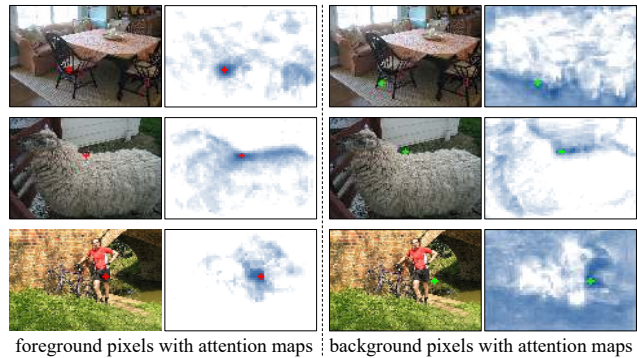 foreground pixels with attention maps
background pixels with attention maps